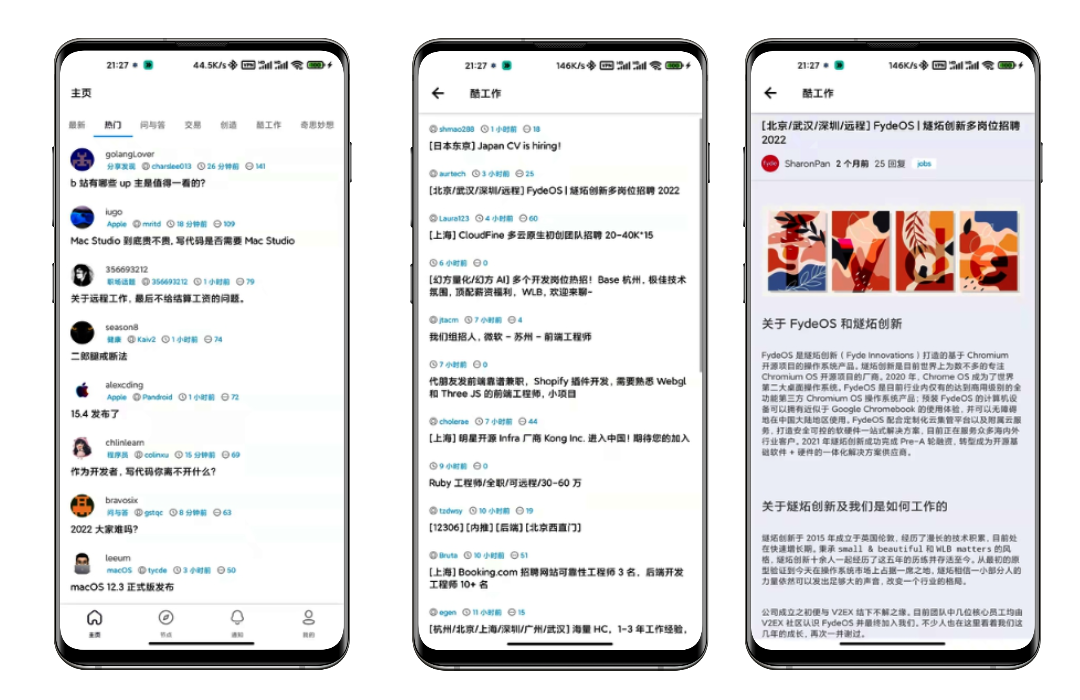 21:27 44.5K/s
主页
最新 热门 问与答 交易 创造 酷工作 奇思妙想
golangLover
分享发现 charslee013 26 分钟前 141
b 站有哪些 up 主是值得一看的?
iugo
Apple mritd 18 分钟前 109
Mac Studio 到底贵不贵, 写代码是否需要 Mac Studio
356693212
职场话题 356693212 1 小时前 79
关于远程工作，最后不给结算工资的问题。
season8
健康 Kaiv2 1 小时前 74
二郎腿戒断法
alexcding
Apple Pandroid 1 小时前 72
15.4 发布了
chlinlearn
程序员 colinxu 15 分钟前 69
作为开发者，写代码你离不开什么?
bravosix
问与答 gstqc 8 分钟前 63
2022 大家难吗?
leeum
macOS tycde 3 小时前 50
macOS 12.3 正式版发布
主页 节点 通知 我的
21:27 146K/s
酷工作
shmao288 1 小时前 18
[日本东京] Japan CV is hiring!
aurtech 3 小时前 25
[北京/武汉/深圳/远程] FydeOS | 燧炻创新多岗位招聘 2022
Laura123 4 小时前 60
[上海] CloudFine 多云原生初创团队招聘 20-40K*15
6 小时前 0
[幻方量化/幻方 AI] 多个开发岗位热招！Base 杭州，极佳技术
氛围，顶配薪资福利，WLB, 欢迎来聊~
jtacm 7 小时前 4
我们组招人，微软 - 苏州 - 前端工程师
7 小时前 0
代朋友发前端靠谱兼职，Shopify 插件开发，需要熟悉 Webgl
和 Three JS 的前端工程师，小项目
cholerae 7 小时前 44
[上海] 明星开源 Infra 厂商 Kong Inc. 进入中国！期待您的加入
9 小时前 0
Ruby 工程师/全职/可远程/30-60 万
tzdwsy 10 小时前 19
[12306] [内推] [后端] [北京西直门]
Bruta 10 小时前 51
[上海] Booking.com 招聘网站可靠性工程师 3 名，后端开发
工程师 10+ 名
egen 11 小时前 15
[杭州/北京/上海/深圳/广州/武汉] 海量 HC，1-3 年工作经验，
21:27 146K/s
酷工作
[北京/武汉/深圳/远程] FydeOS | 燧炻创新多岗位招聘
2022
SharonPan 2 个月前 25 回复 jobs
关于 FydeOS 和燧炻创新
FydeOS 是燧炻创新（ Fyde Innovations ）打造的基于 Chromium
开源项目的操作系统产品。燧炻创新是目前世界上为数不多的专注
Chromium OS 开源项目的厂商。2020 年，Chrome OS 成为了世界
第二大桌面操作系统。FydeOS 是目前行业内仅有的达到商用级别的全
功能第三方 Chromium OS 操作系统产品；预装 FydeOS 的计算机设
备可以拥有近似于 Google Chromebook 的使用体验，并可以无障碍
地在中国大陆地区使用。FydeOS 配合定制化云集管平台以及附属云服
务，打造安全可控的软硬件一站式解决方案，目前正在服务众多海内外
行业客户。2021 年燧炻创新成功完成 Pre-A 轮融资，转型成为开源基
础软件 + 硬件的一体化解决方案供应商。
关于燧炻创新及我们是如何工作的
燧炻创新于 2015 年成立于英国伦敦，经历了漫长的技术积累，目前处
在快速增长期。秉承 small & beautiful 和 WLB matters 的风
格，燧炻创新十余人一起经历了这五年的历练并存活至今。从最初的原
型验证到今天在操作系统市场上占据一席之地，燧炻相信一小部分人的
力量依然可以发出足够大的声音，改变一个行业的格局。
公司成立之初便与 V2EX 结下不解之缘。目前团队中几位核心员工均由
V2EX 社区认识 FydeOS 并最终加入我们。不少人也在这里看着我们这
几年的成长，再次一并谢过。